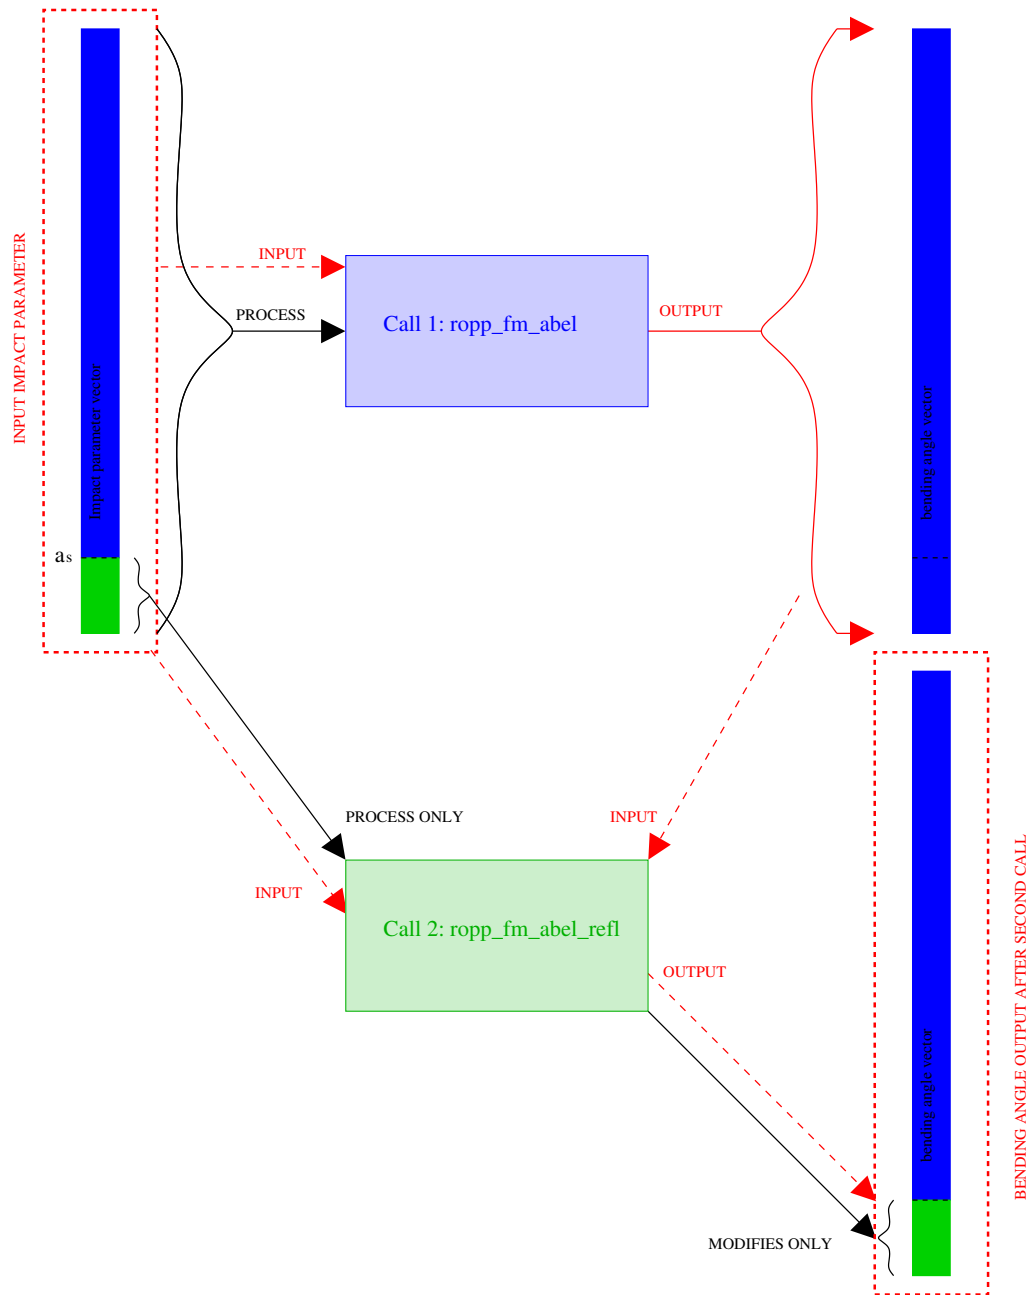 INPUT IMPACT PARAMETER
Impact parameter vector
as
INPUT
PROCESS
Call 1: ropp_fm_abel
OUTPUT
bending angle vector
PROCESS ONLY
INPUT
INPUT
Call 2: ropp_fm_abel_refl
OUTPUT
MODIFIES ONLY
bending angle vector
BENDING ANGLE OUTPUT AFTER SECOND CALL